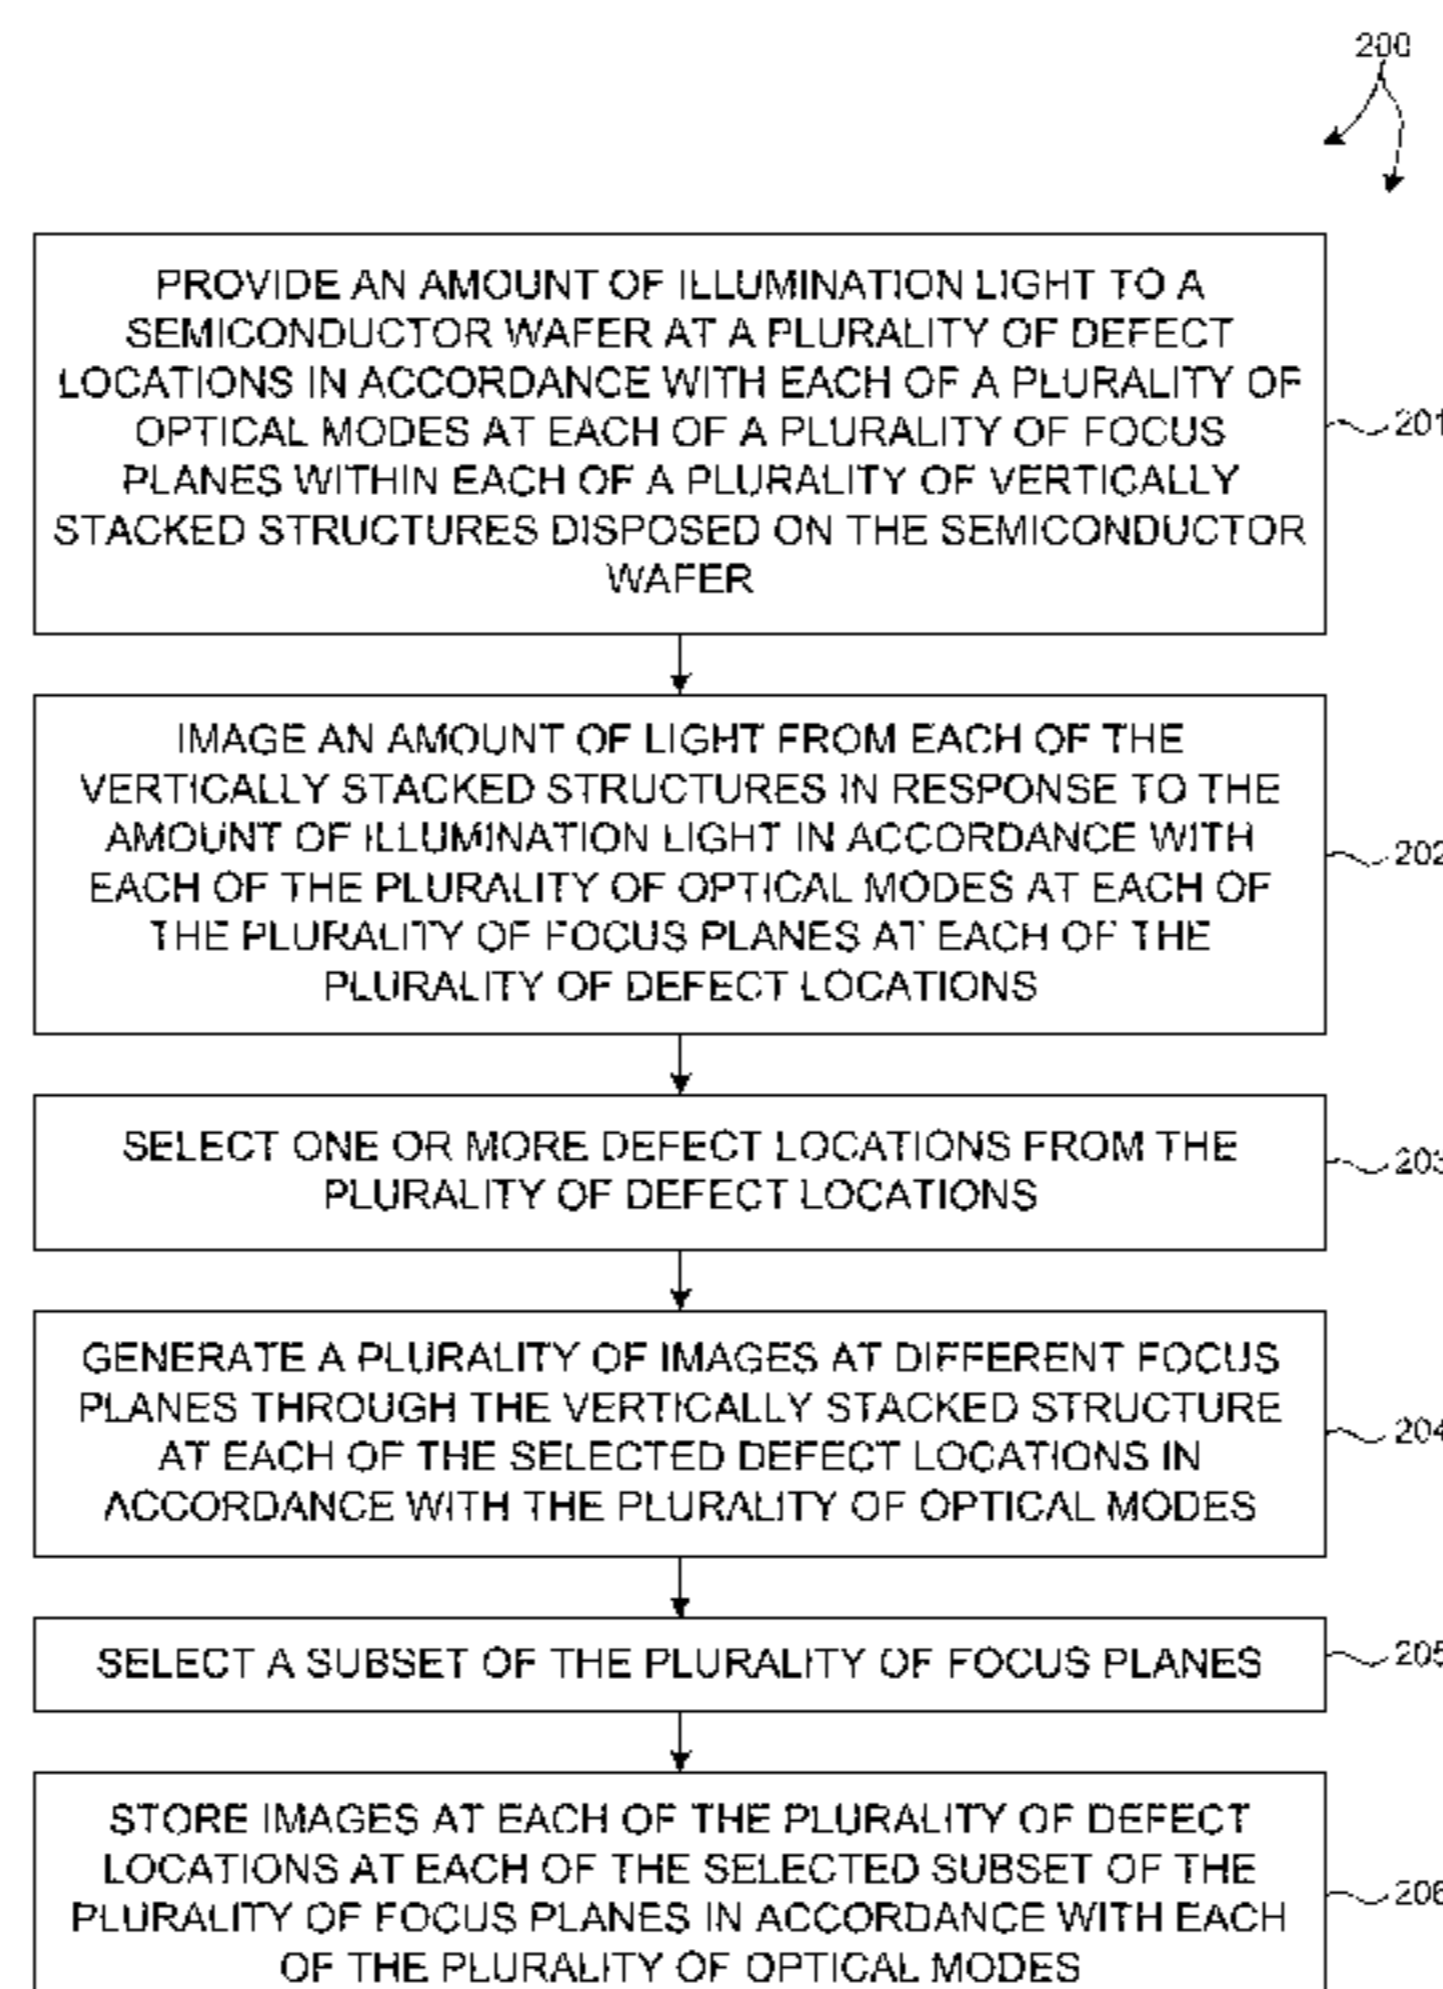 200
PROVIDE AN AMOUNT OF ILLUMINATION LIGHT TO A
SEMICONDUCTOR WAFER AT A PLURALITY OF DEFECT
LOCATIONS IN ACCORDANCE WITH EACH OF A PLURALITY OF
OPTICAL MODES AT EACH OF A PLURALITY OF FOCUS
PLANES WITHIN EACH OF A PLURALITY OF VERTICALLY
STACKED STRUCTURES DISPOSED ON THE SEMICONDUCTOR
WAFER
201
IMAGE AN AMOUNT OF LIGHT FROM EACH OF THE
VERTICALLY STACKED STRUCTURES IN RESPONSE TO THE
AMOUNT OF ILLUMINATION LIGHT IN ACCORDANCE WITH
EACH OF THE PLURALITY OF OPTICAL MODES AT EACH OF
THE PLURALITY OF FOCUS PLANES AT EACH OF THE
PLURALITY OF DEFECT LOCATIONS
202
SELECT ONE OR MORE DEFECT LOCATIONS FROM THE
PLURALITY OF DEFECT LOCATIONS
203
GENERATE A PLURALITY OF IMAGES AT DIFFERENT FOCUS
PLANES THROUGH THE VERTICALLY STACKED STRUCTURE
AT EACH OF THE SELECTED DEFECT LOCATIONS IN
ACCORDANCE WITH THE PLURALITY OF OPTICAL MODES
204
SELECT A SUBSET OF THE PLURALITY OF FOCUS PLANES
205
STORE IMAGES AT EACH OF THE PLURALITY OF DEFECT
LOCATIONS AT EACH OF THE SELECTED SUBSET OF THE
PLURALITY OF FOCUS PLANES IN ACCORDANCE WITH EACH
OF THE PLURALITY OF OPTICAL MODES
206